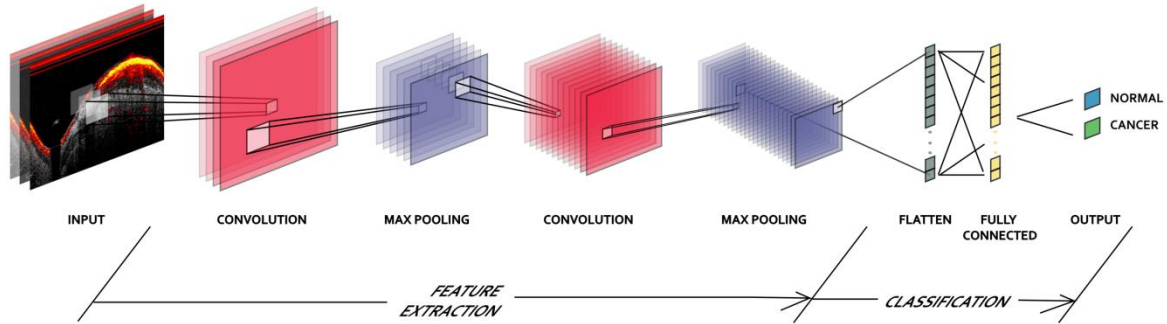 NORMAL
CANCER
INPUT
CONVOLUTION
MAX POOLING
CONVOLUTION
MAX POOLING
FLATTEN
FULLY
CONNECTED
OUTPUT
FEATURE
EXTRACTION
CLASSIFICATION